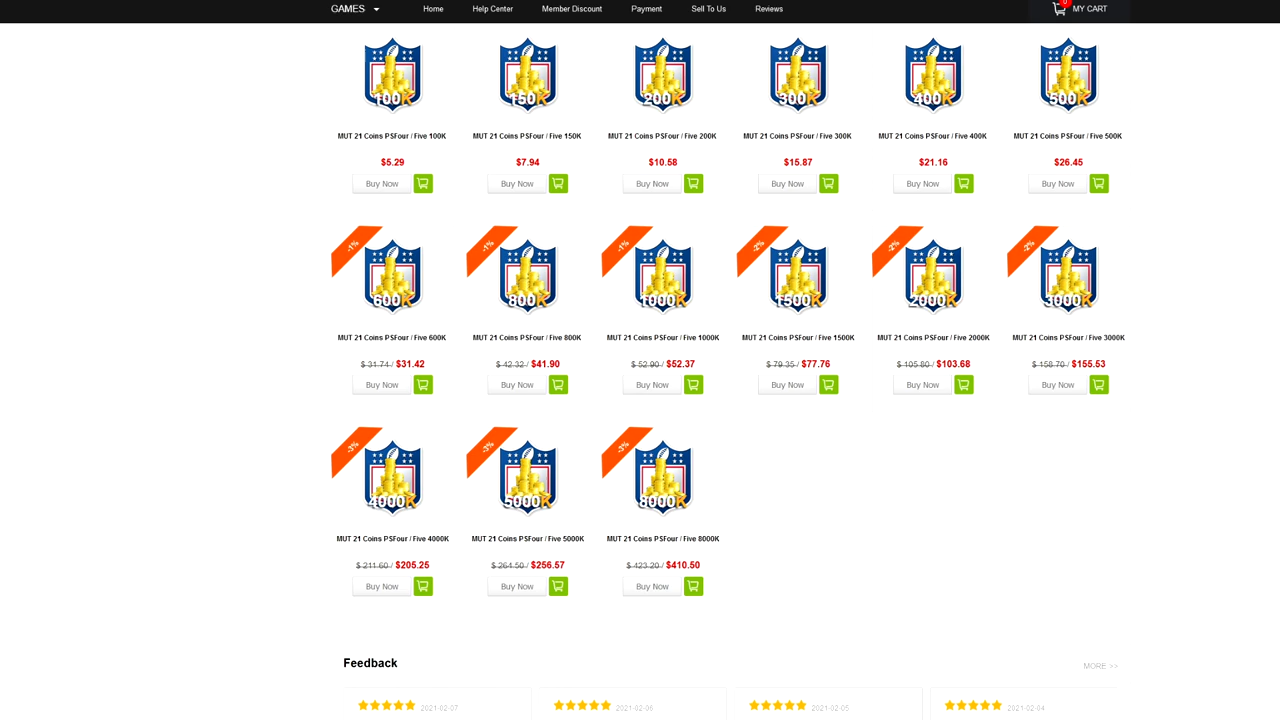 GAMES Home Help Center Member Discount Payment Sell To Us Reviews 0 MY CART
100K 150K 200K 300K 400K 500K
MUT 21 Coins PSFour / Five 100K MUT 21 Coins PSFour / Five 150K MUT 21 Coins PSFour / Five 200K MUT 21 Coins PSFour / Five 300K MUT 21 Coins PSFour / Five 400K MUT 21 Coins PSFour / Five 500K
$5.29 $7.94 $10.58 $15.87 $21.16 $26.45
Buy Now Buy Now Buy Now Buy Now Buy Now Buy Now
-1% -1% -1% -2% -2% -2%
600K 800K 1000K 1500K 2000K 3000K
MUT 21 Coins PSFour / Five 600K MUT 21 Coins PSFour / Five 800K MUT 21 Coins PSFour / Five 1000K MUT 21 Coins PSFour / Five 1500K MUT 21 Coins PSFour / Five 2000K MUT 21 Coins PSFour / Five 3000K
$ 31.74 / $31.42 $ 42.32 / $41.90 $ 52.90 / $52.37 $ 79.35 / $77.76 $ 105.80 / $103.68 $ 158.70 / $155.53
Buy Now Buy Now Buy Now Buy Now Buy Now Buy Now
-3% -3% -3%
4000K 5000K 8000K
MUT 21 Coins PSFour / Five 4000K MUT 21 Coins PSFour / Five 5000K MUT 21 Coins PSFour / Five 8000K
$ 211.60 / $205.25 $ 264.50 / $256.57 $ 423.20 / $410.50
Buy Now Buy Now Buy Now
Feedback MORE >>
2021-02-07 2021-02-06 2021-02-05 2021-02-04